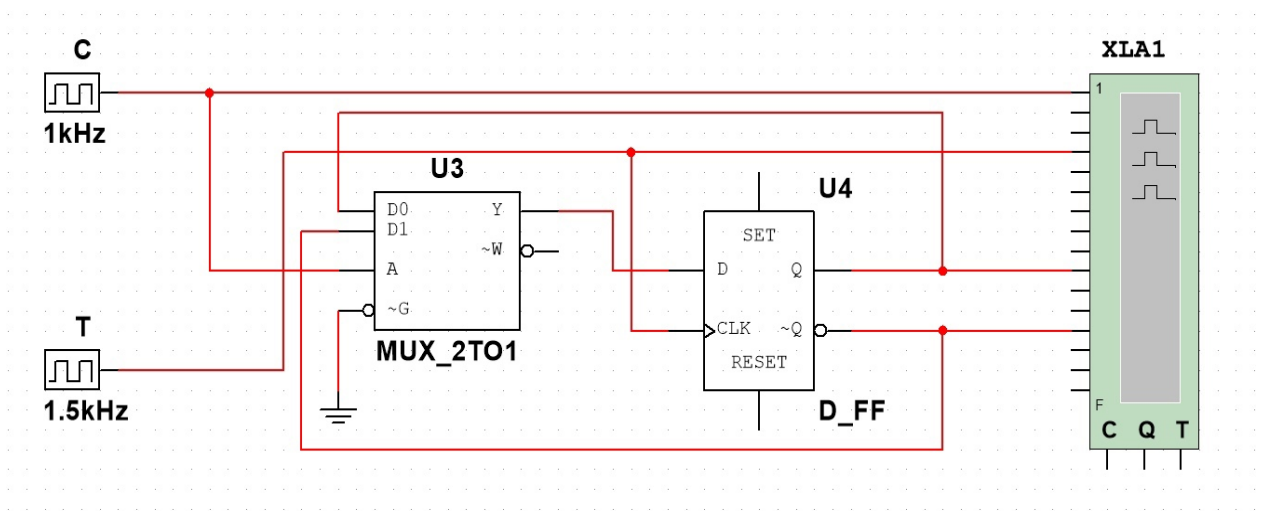 C
1kHz
XLA1
1
F
C Q T
U3
D0
D1
A
~G
Y
~W
MUX_2TO1
T
1.5kHz
U4
SET
D
Q
CLK
~Q
RESET
D_FF